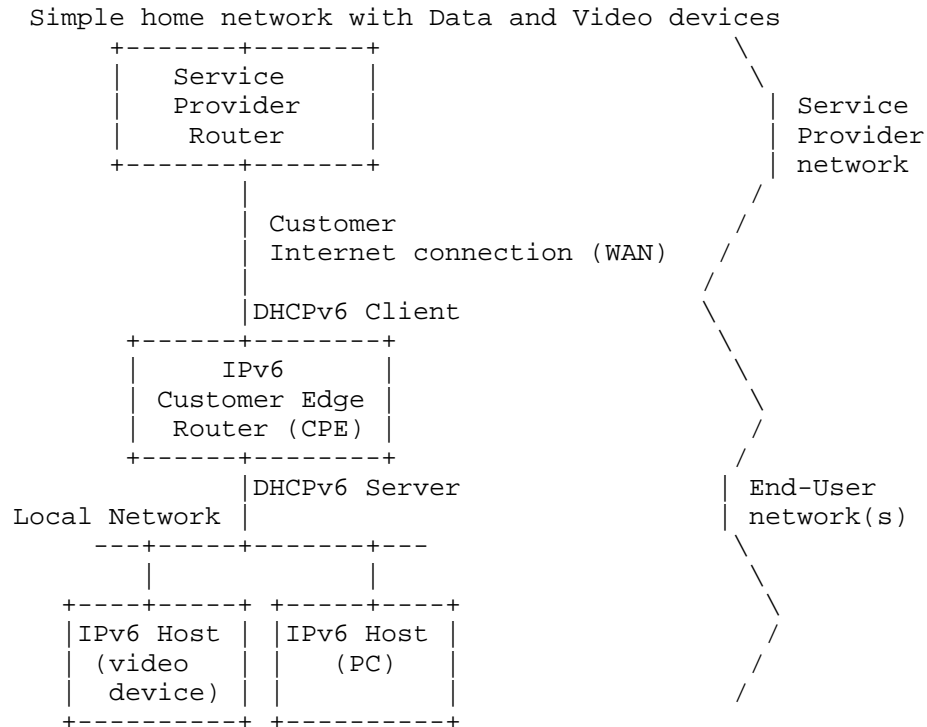 Simple home network with Data and Video devices
Service
Provider
Router
Service
Provider
network
Customer
Internet connection (WAN)
DHCPv6 Client
IPv6
Customer Edge
Router (CPE)
DHCPv6 Server
End-User
network(s)
Local Network
IPv6 Host
(video
device)
IPv6 Host
(PC)